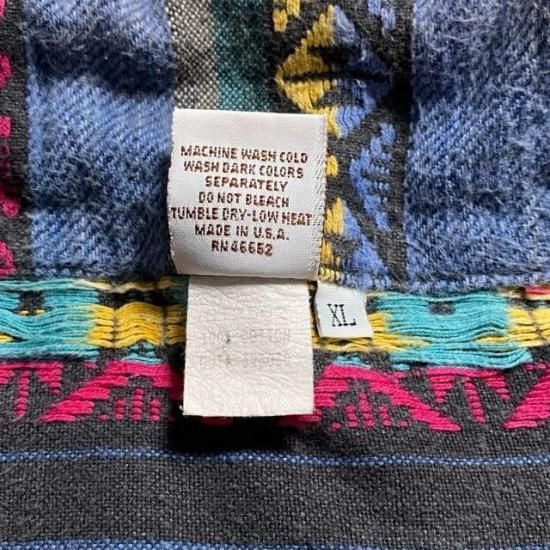 MACHINE WASH COLD
WASH DARK COLORS
SEPARATELY
DO NOT BLEACH
TUMBLE DRY-LOW HEAT
MADE IN U.S.A.
RN 46652
XL